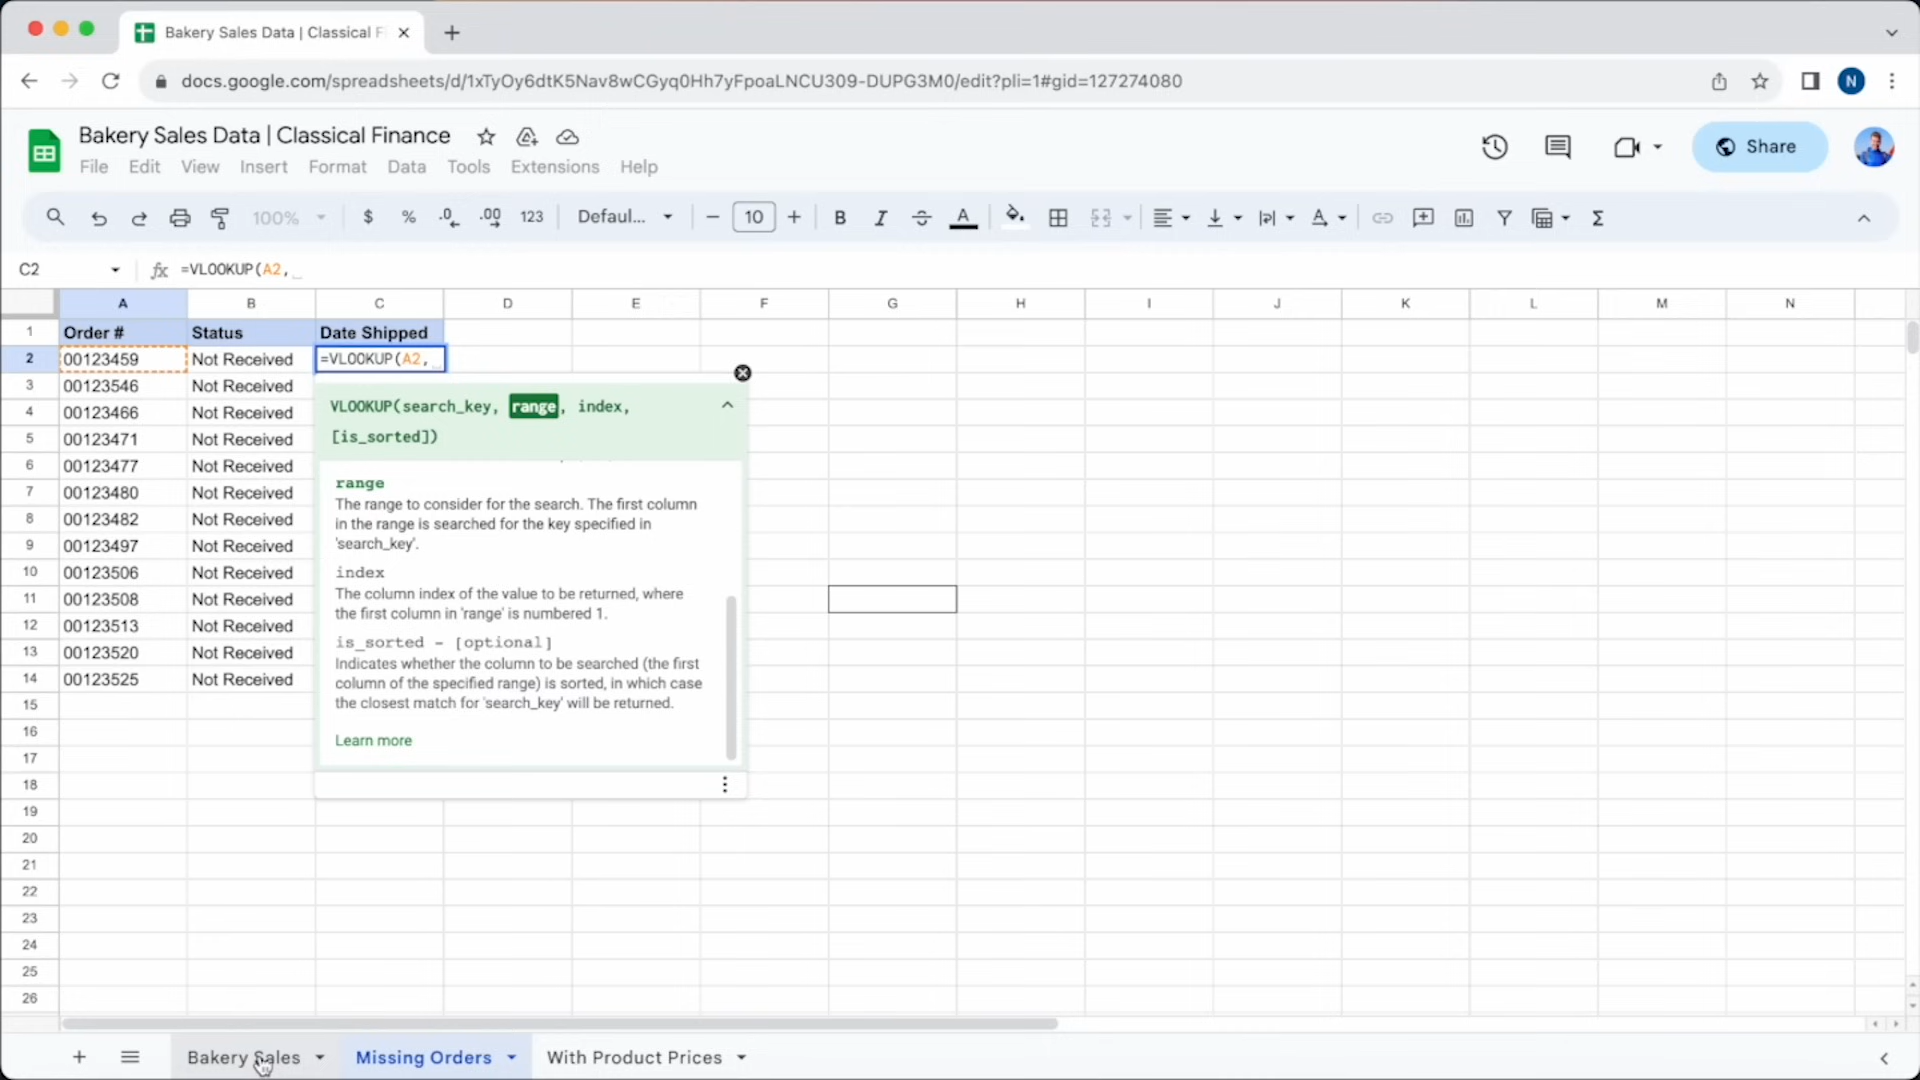 Bakery Sales Data | Classical Fi
docs.google.com/spreadsheets/d/1xTyOy6dtK5Nav8wCGyq0Hh7yFpoaLNCU309-DUPG3M0/edit?pli=1#gid=127274080
N
Bakery Sales Data | Classical Finance
File Edit View Insert Format Data Tools Extensions Help
Share
100% $ % .0 .00 123 Defaul... 10 B I A Σ
C2 fx =VLOOKUP(A2,
A B C D E F G H I J K L M N
1 Order # Status Date Shipped
2 00123459 Not Received =VLOOKUP(A2,
3 00123546 Not Received
4 00123466 Not Received
5 00123471 Not Received
6 00123477 Not Received
7 00123480 Not Received
8 00123482 Not Received
9 00123497 Not Received
10 00123506 Not Received
11 00123508 Not Received
12 00123513 Not Received
13 00123520 Not Received
14 00123525 Not Received
15
16
17
18
19
20
21
22
23
24
25
26
VLOOKUP(search_key, range, index,
[is_sorted])
range
The range to consider for the search. The first column
in the range is searched for the key specified in
'search_key'.
index
The column index of the value to be returned, where
the first column in 'range' is numbered 1.
is_sorted - [optional]
Indicates whether the column to be searched (the first
column of the specified range) is sorted, in which case
the closest match for 'search_key' will be returned.
Learn more
Bakery Sales Missing Orders With Product Prices